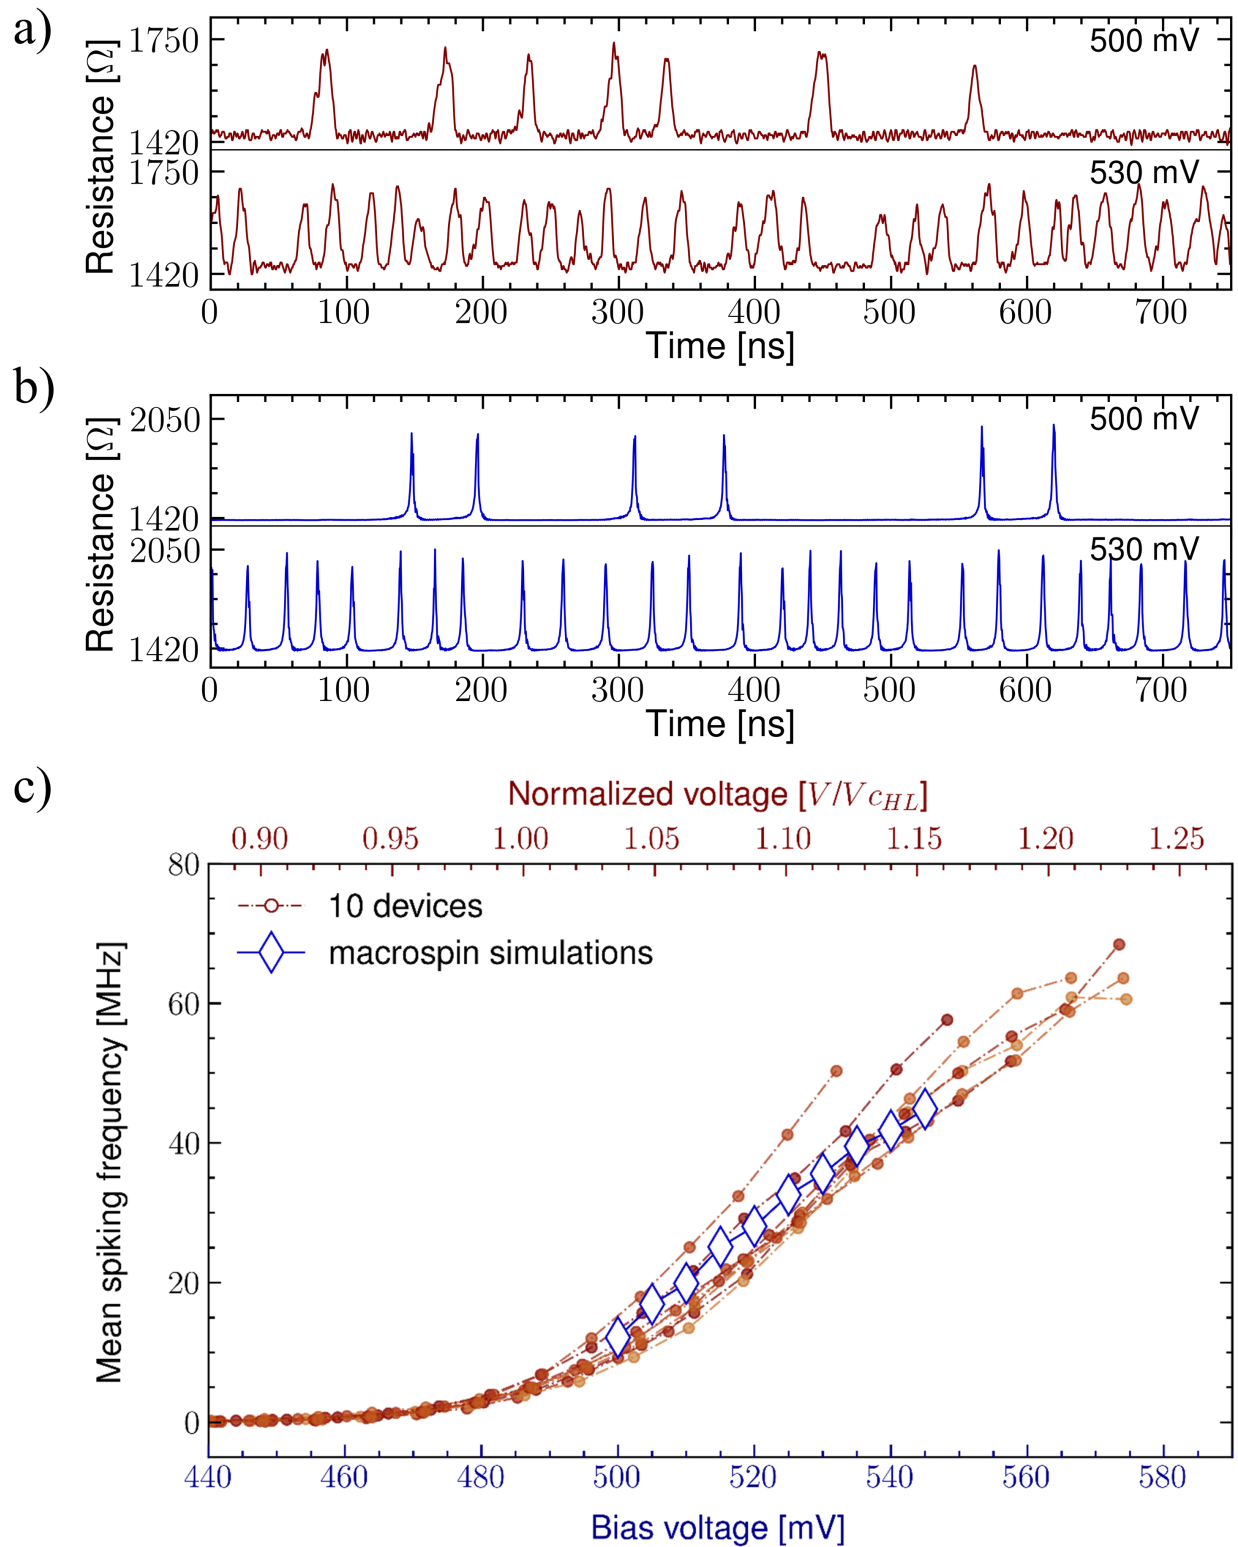 a)
Resistance [Ω]
1750
1420
500 mV
Resistance [Ω]
1750
1420
530 mV
0 100 200 300 400 500 600 700
Time [ns]
b)
Resistance [Ω]
2050
1420
500 mV
Resistance [Ω]
2050
1420
530 mV
0 100 200 300 400 500 600 700
Time [ns]
c)
Normalized voltage [V/Vc_HL]
0.90 0.95 1.00 1.05 1.10 1.15 1.20 1.25
Mean spiking frequency [MHz]
80
60
40
20
0
10 devices
macrospin simulations
440 460 480 500 520 540 560 580
Bias voltage [mV]